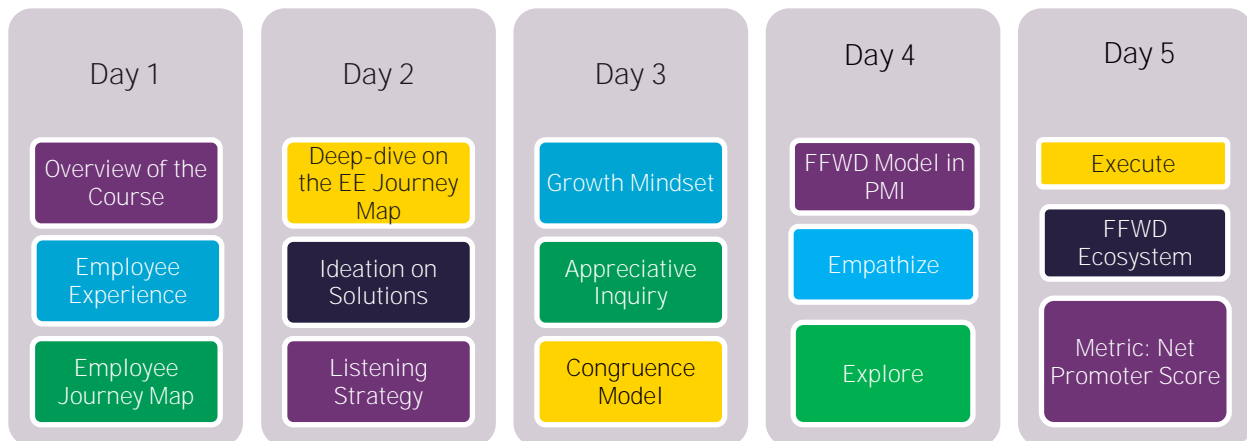 Day 1
Overview of the
Course
Employee
Experience
Employee
Journey Map
Day 2
Deep-dive on
the EE Journey
Map
Ideation on
Solutions
Listening
Strategy
Day 3
Growth Mindset
Appreciative
Inquiry
Congruence
Model
Day 4
FFWD Model in
PMI
Empathize
Explore
Day 5
Execute
FFWD
Ecosystem
Metric: Net
Promoter Score